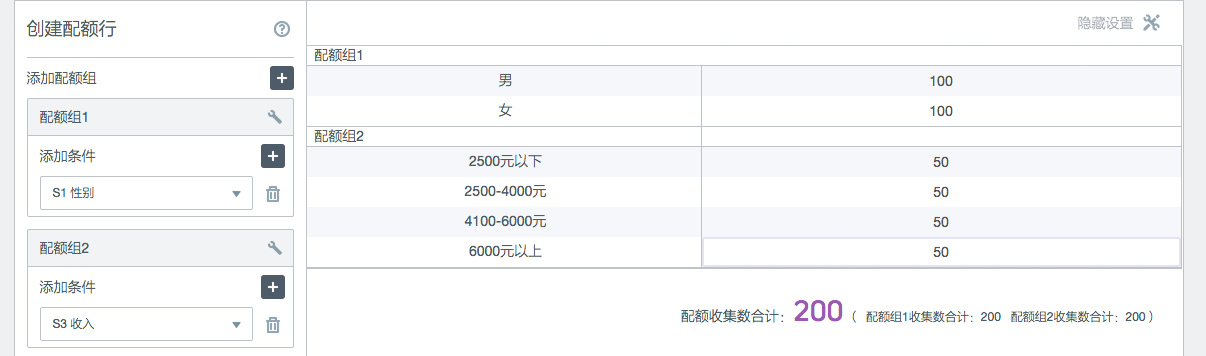 创建配额行
添加配额组
配额组1
添加条件
S1 性别
配额组2
添加条件
S3 收入
隐藏设置
配额组1
男 100
女 100
配额组2
2500元以下 50
2500-4000元 50
4100-6000元 50
6000元以上 50
配额收集数合计：200（ 配额组1收集数合计：200 配额组2收集数合计：200 ）